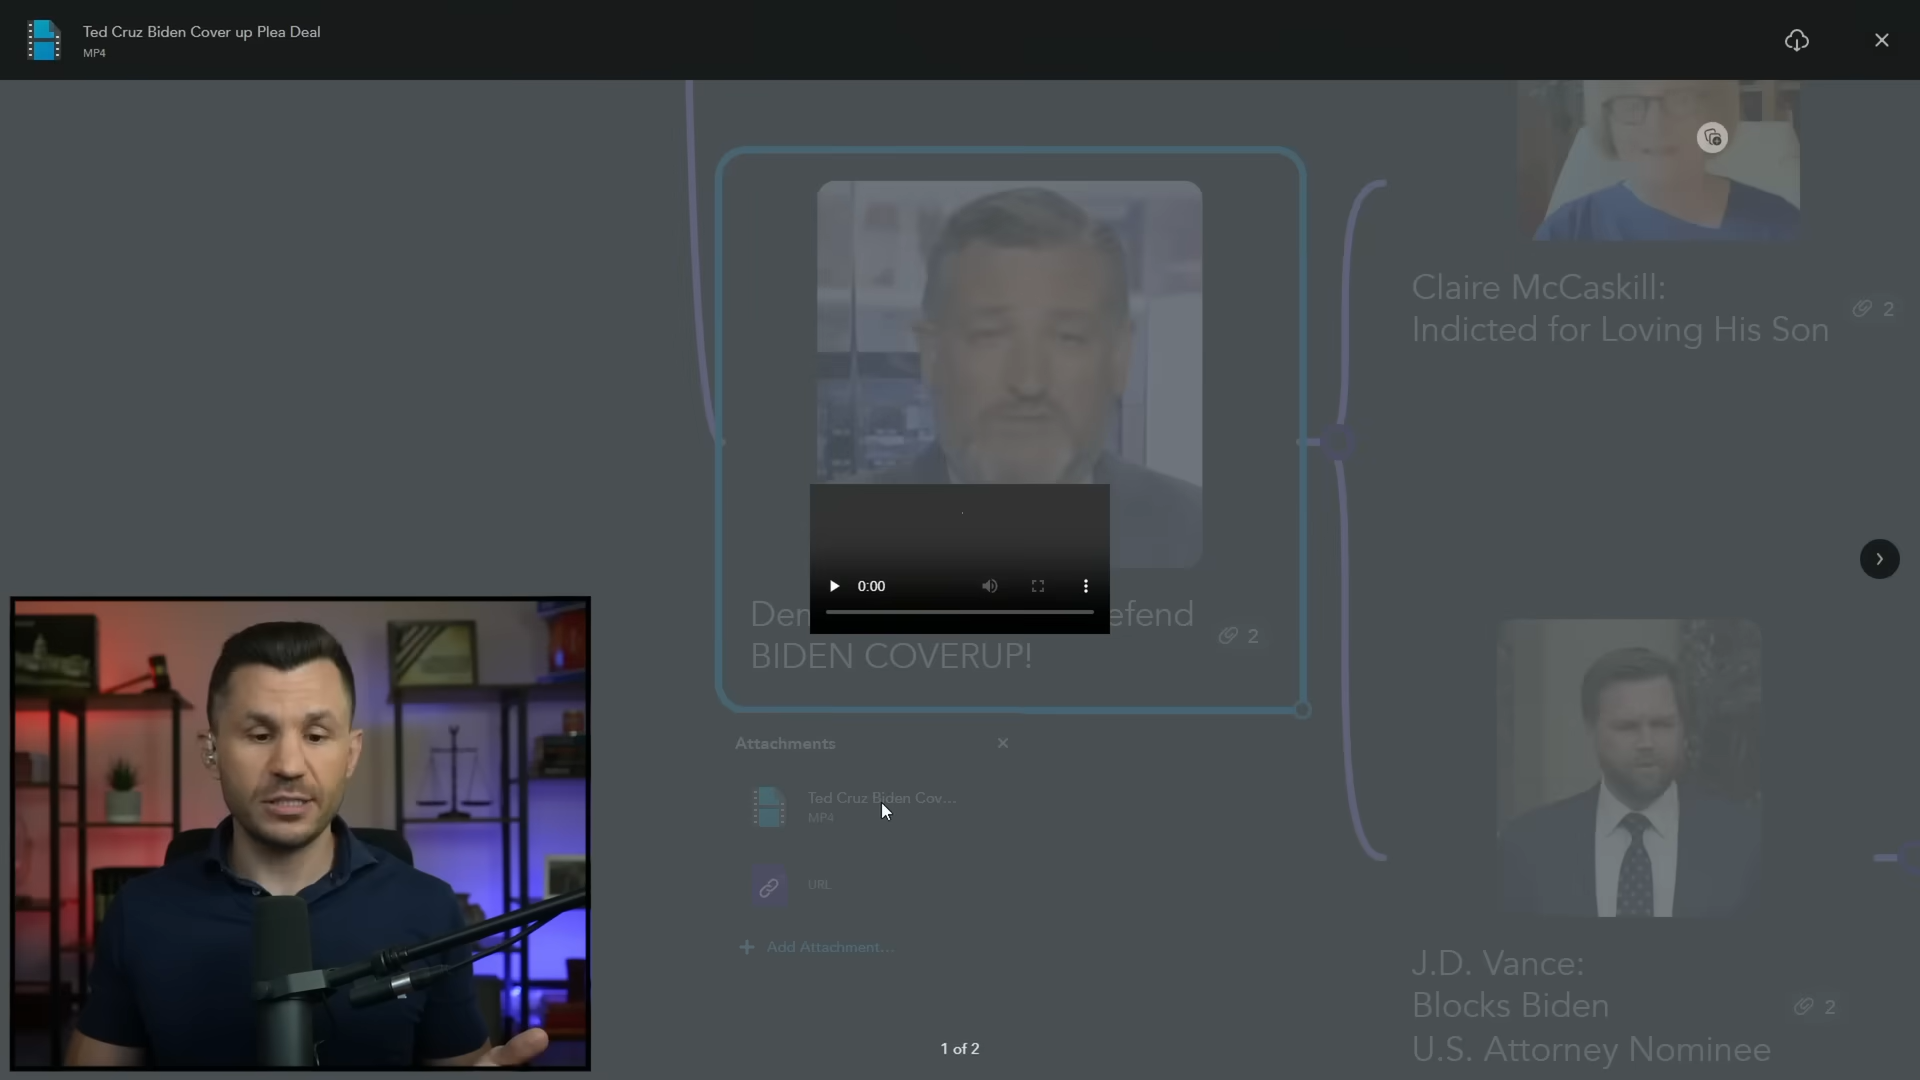 Ted Cruz Biden Cover up Plea Deal
MP4
Claire McCaskill:
Indicted for Loving His Son
2
0:00
efend
BIDEN COVERUP!
2
Attachments
Ted Cruz Biden Cov...
MP4
URL
Add Attachment...
J.D. Vance:
Blocks Biden
U.S. Attorney Nominee
2
1 of 2